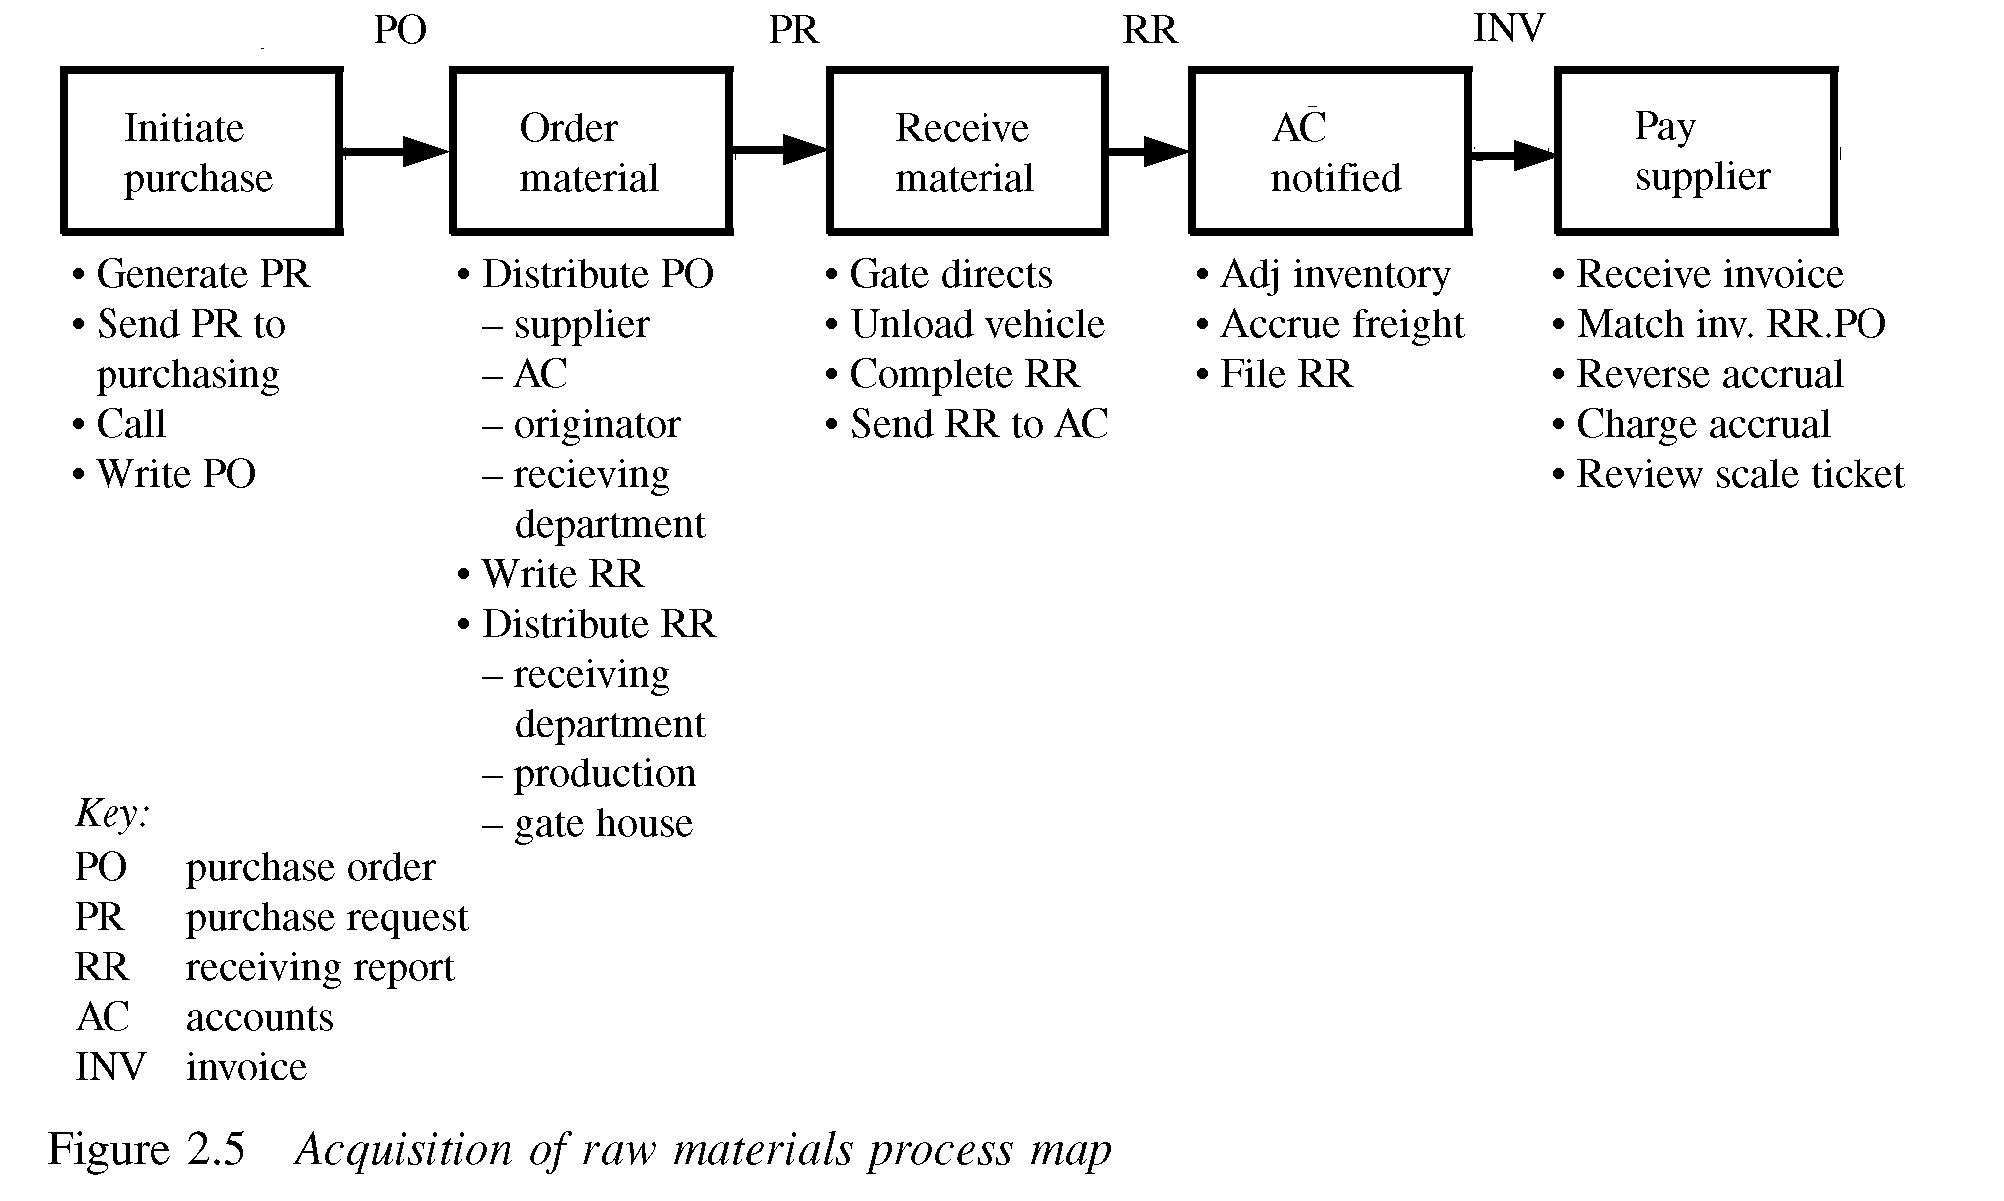 PO PR RR INV
Initiate
purchase
Order
material
Receive
material
AC
notified
Pay
supplier
• Generate PR
• Send PR to
purchasing
• Call
• Write PO
• Distribute PO
– supplier
– AC
– originator
– recieving
department
• Write RR
• Distribute RR
– receiving
department
– production
– gate house
• Gate directs
• Unload vehicle
• Complete RR
• Send RR to AC
• Adj inventory
• Accrue freight
• File RR
• Receive invoice
• Match inv. RR.PO
• Reverse accrual
• Charge accrual
• Review scale ticket
Key:
PO purchase order
PR purchase request
RR receiving report
AC accounts
INV invoice
Figure 2.5 Acquisition of raw materials process map